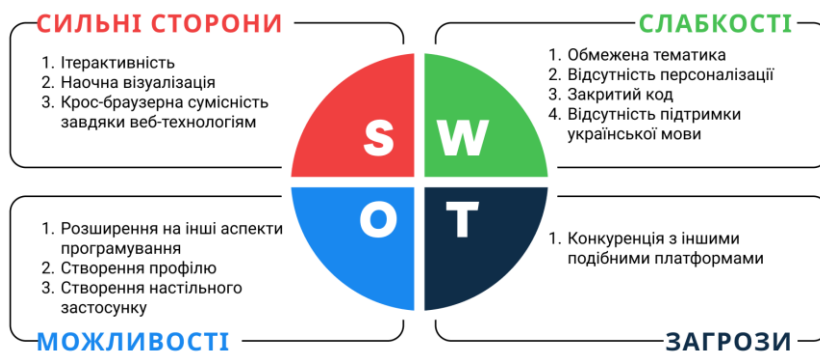 СИЛЬНІ СТОРОНИ
1. Ітерактивність
2. Наочна візуалізація
3. Крос-браузерна сумісність
завдяки веб-технологіям
СЛАБКОСТІ
1. Обмежена тематика
2. Відсутність персоналізації
3. Закритий код
4. Відсутність підтримки
української мови
S W
O T
1. Розширення на інші аспекти
програмування
2. Створення профілю
3. Створення настільного
застосунку
МОЖЛИВОСТІ
1. Конкуренція з іншими
подібними платформами
ЗАГРОЗИ